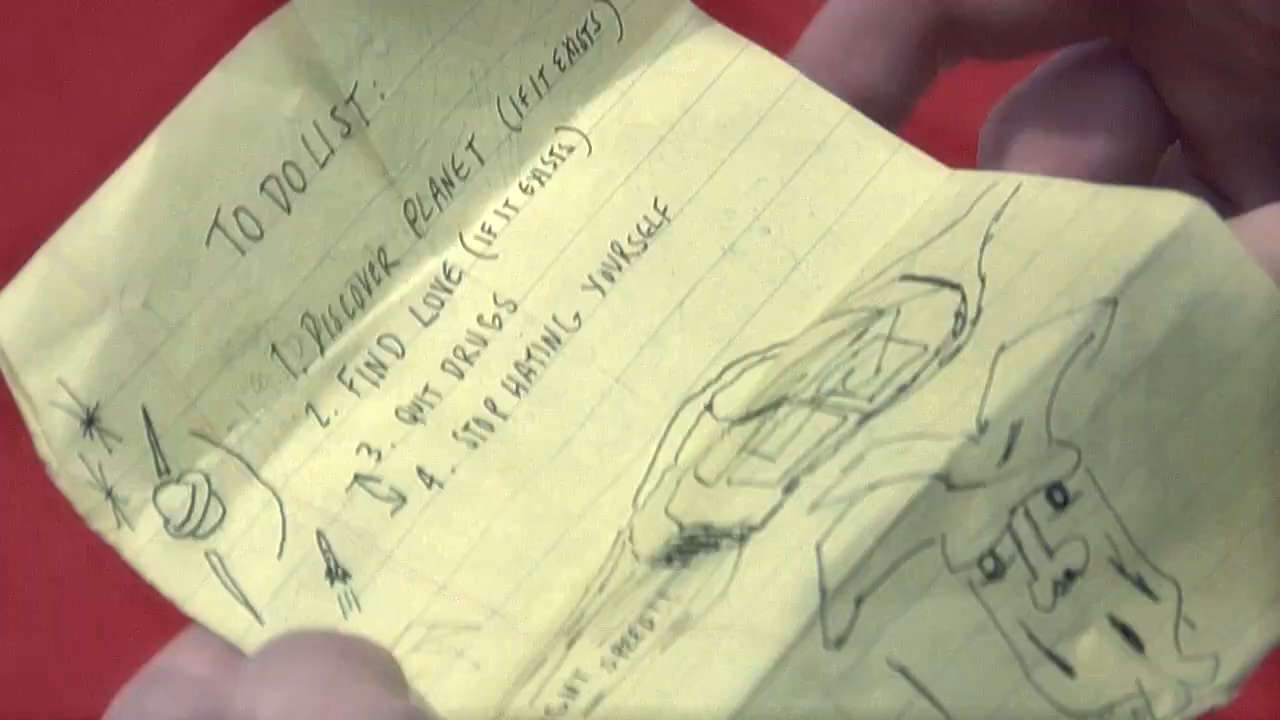 TO DO LIST:
1. DISCOVER PLANET (IF IT EXISTS)
2. FIND LOVE (IF IT EXISTS)
3. QUIT DRUGS
4. STOP HATING YOURSELF
SPEED